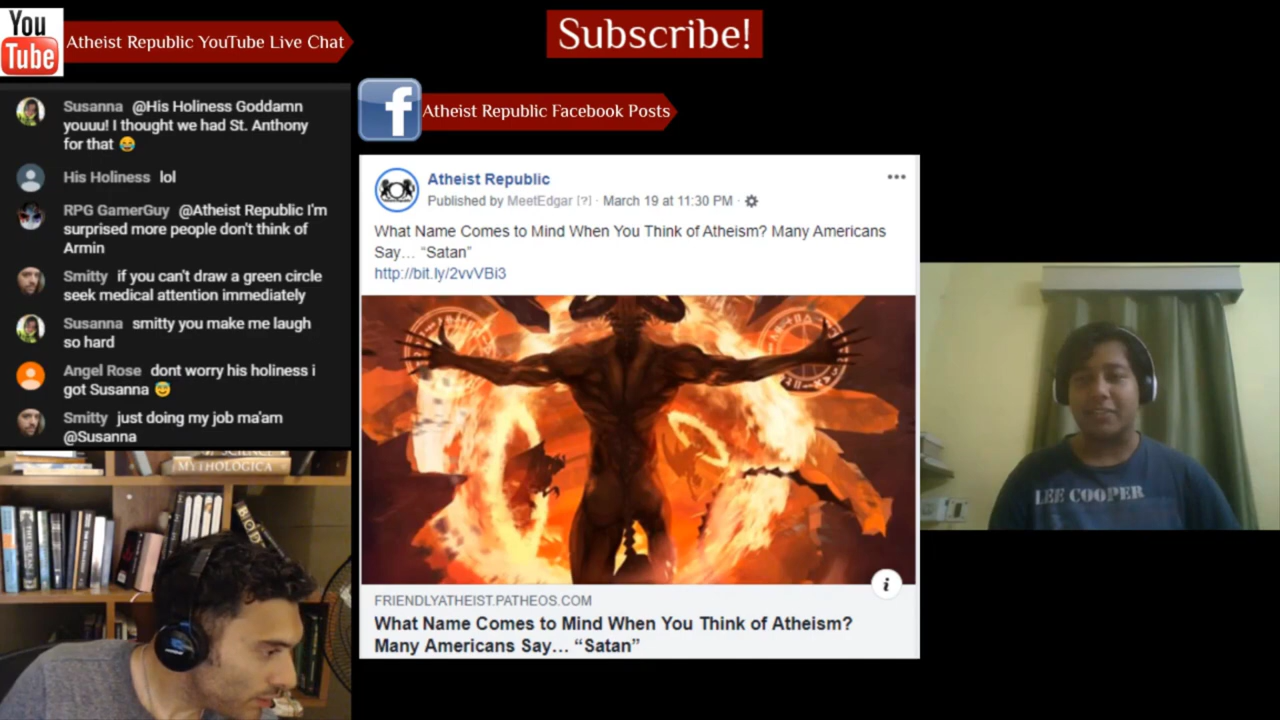 You
Tube
Atheist Republic YouTube Live Chat
Subscribe!
Susanna @His Holiness Goddamn
youuu! I thought we had St. Anthony
for that 😂
His Holiness lol
RPG GamerGuy @Atheist Republic I'm
surprised more people don't think of
Armin
Smitty if you can't draw a green circle
seek medical attention immediately
Susanna smitty you make me laugh
so hard
Angel Rose dont worry his holiness i
got Susanna 😇
Smitty just doing my job ma'am
@Susanna
f
Atheist Republic Facebook Posts
Atheist Republic
Published by MeetEdgar [?] · March 19 at 11:30 PM ·
What Name Comes to Mind When You Think of Atheism? Many Americans
Say… “Satan”
http://bit.ly/2vvVBi3
i
FRIENDLYATHEIST.PATHEOS.COM
What Name Comes to Mind When You Think of Atheism?
Many Americans Say… “Satan”
MYTHOLOGICA
LEE COOPER